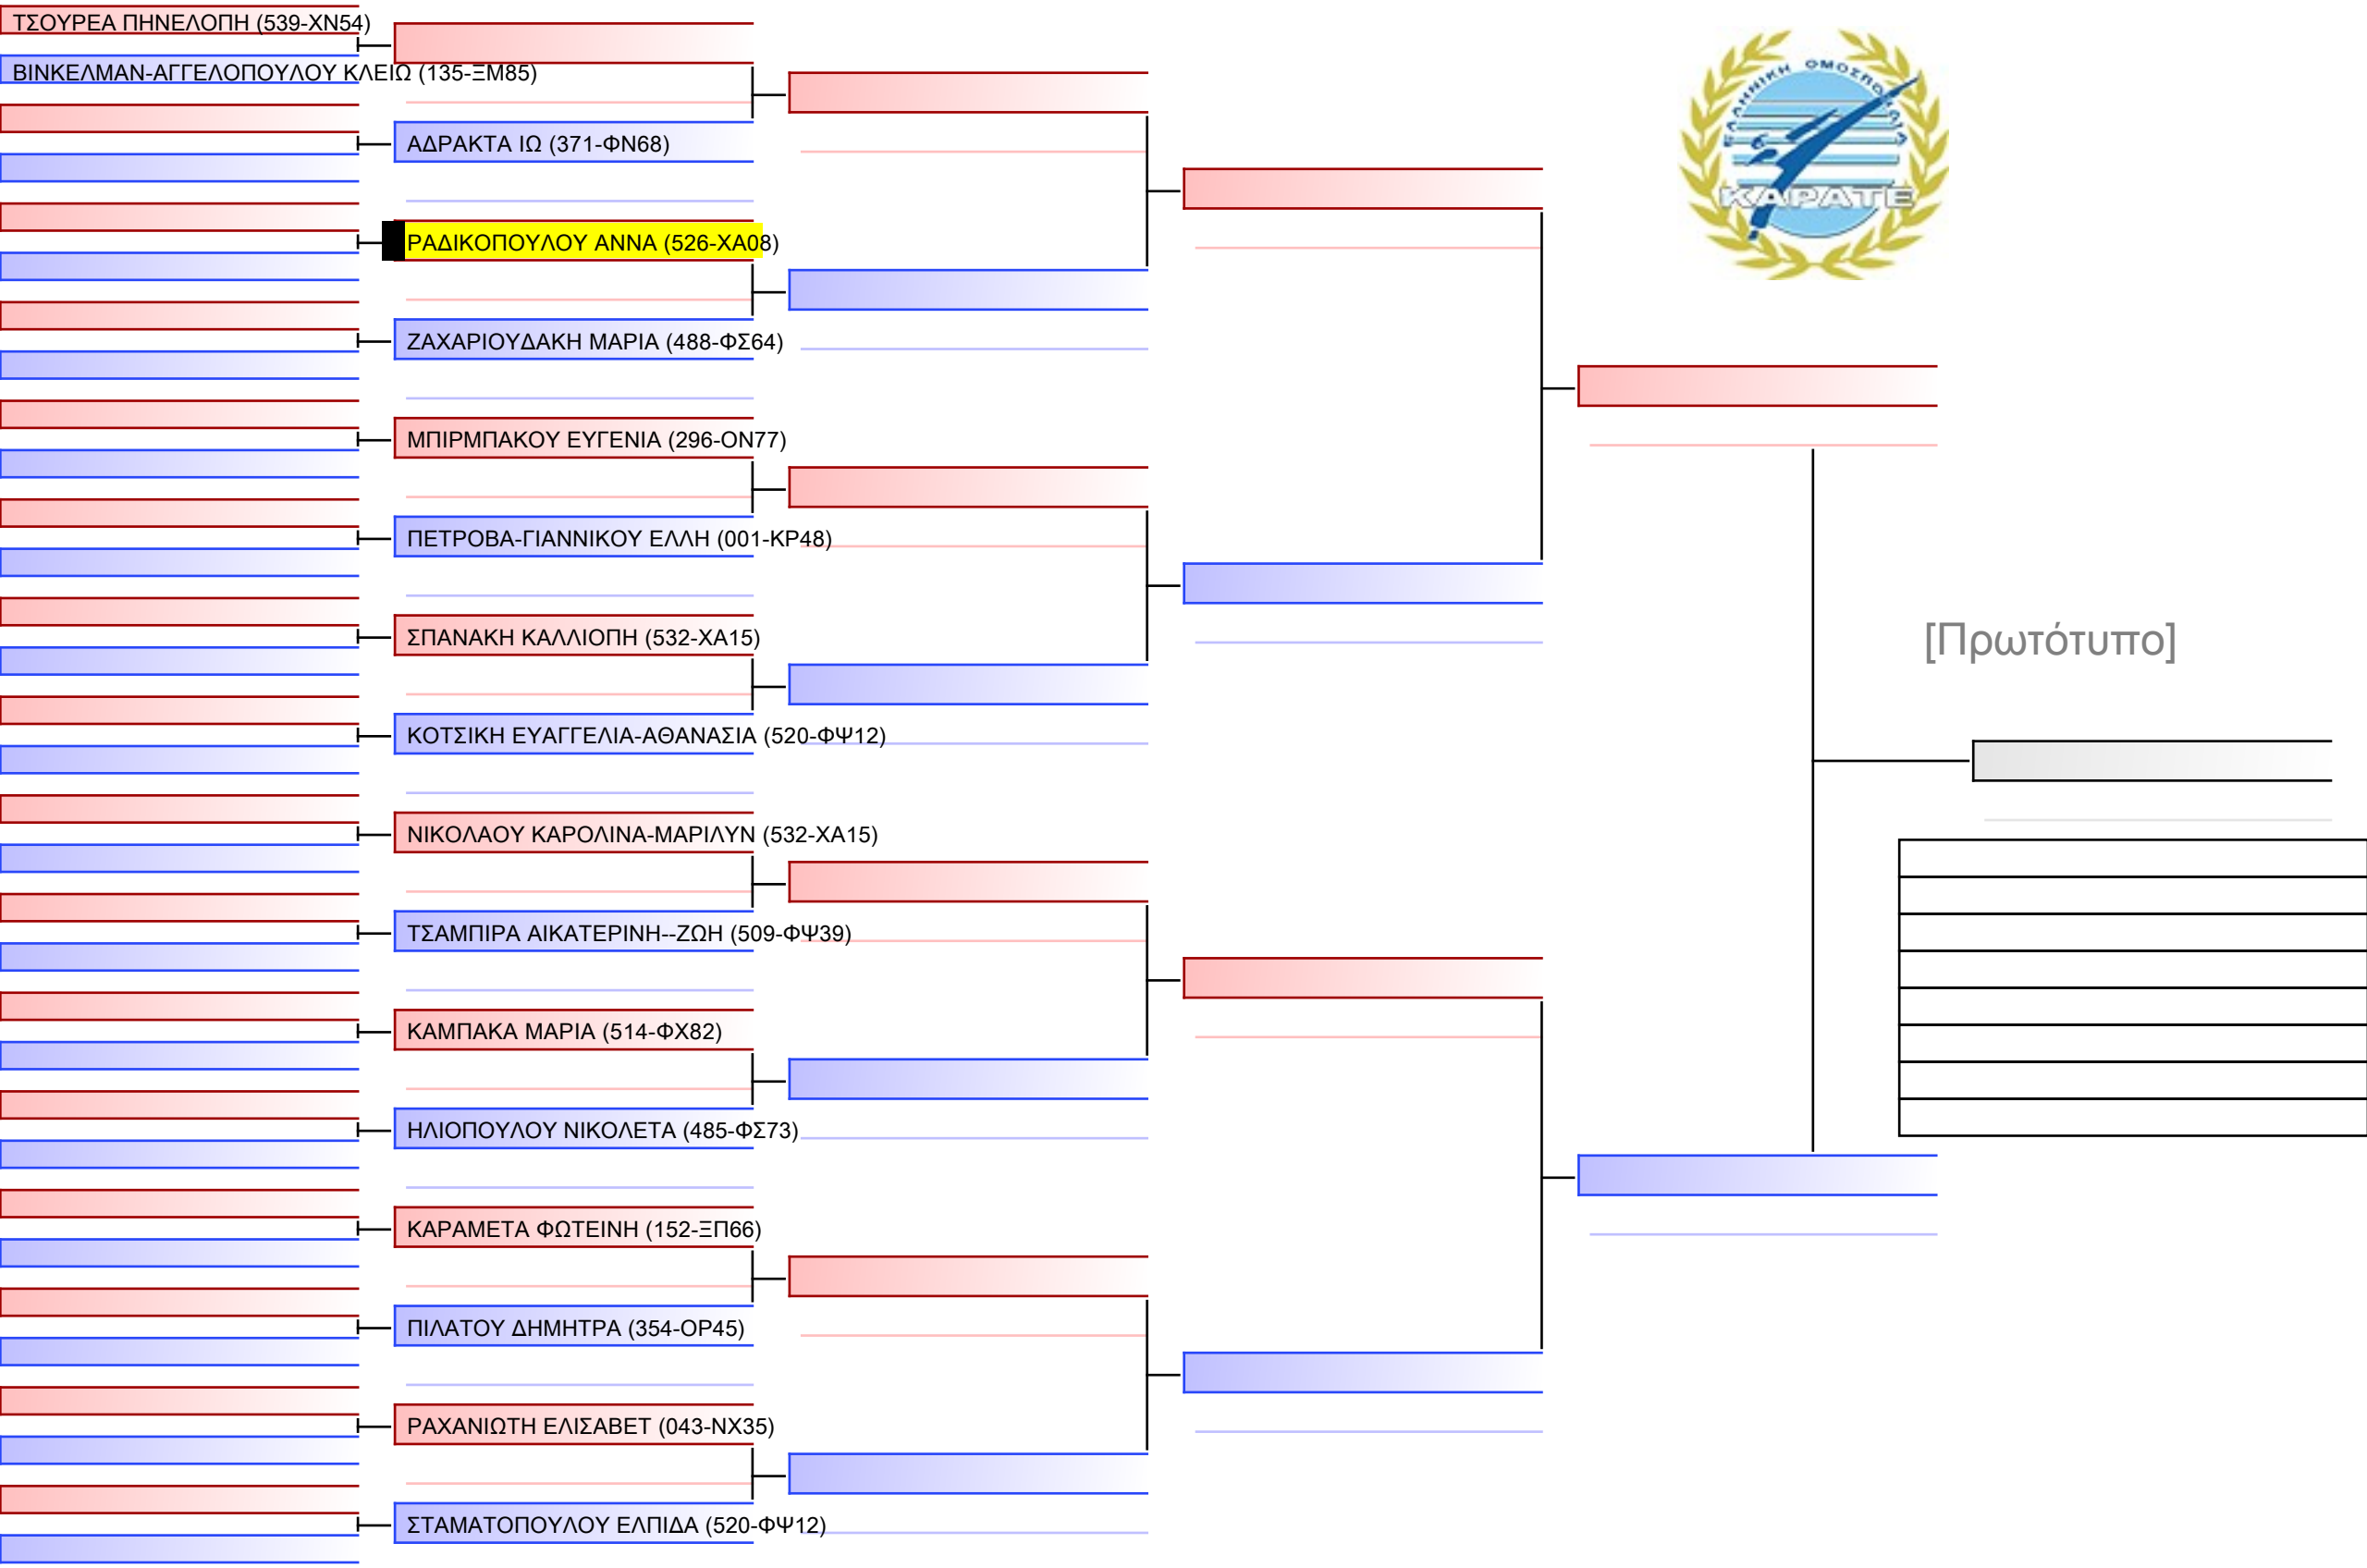 ΤΣΟΥΡΕΑ ΠΗΝΕΛΟΠΗ (539-ΧΝ54)
ΒΙΝΚΕΛΜΑΝ-ΑΓΓΕΛΟΠΟΥΛΟΥ ΚΛΕΙΩ (135-ΞΜ85)
ΑΔΡΑΚΤΑ ΙΩ (371-ΦΝ68)
ΡΑΔΙΚΟΠΟΥΛΟΥ ΑΝΝΑ (526-ΧΑ08)
ΖΑΧΑΡΙΟΥΔΑΚΗ ΜΑΡΙΑ (488-ΦΣ64)
ΜΠΙΡΜΠΑΚΟΥ ΕΥΓΕΝΙΑ (296-ΟΝ77)
ΠΕΤΡΟΒΑ-ΓΙΑΝΝΙΚΟΥ ΕΛΛΗ (001-ΚΡ48)
ΣΠΑΝΑΚΗ ΚΑΛΛΙΟΠΗ (532-ΧΑ15)
ΚΟΤΣΙΚΗ ΕΥΑΓΓΕΛΙΑ-ΑΘΑΝΑΣΙΑ (520-ΦΨ12)
ΝΙΚΟΛΑΟΥ ΚΑΡΟΛΙΝΑ-ΜΑΡΙΛΥΝ (532-ΧΑ15)
ΤΣΑΜΠΙΡΑ ΑΙΚΑΤΕΡΙΝΗ--ΖΩΗ (509-ΦΨ39)
ΚΑΜΠΑΚΑ ΜΑΡΙΑ (514-ΦΧ82)
ΗΛΙΟΠΟΥΛΟΥ ΝΙΚΟΛΕΤΑ (485-ΦΣ73)
ΚΑΡΑΜΕΤΑ ΦΩΤΕΙΝΗ (152-ΞΠ66)
ΠΙΛΑΤΟΥ ΔΗΜΗΤΡΑ (354-ΟΡ45)
ΡΑΧΑΝΙΩΤΗ ΕΛΙΣΑΒΕΤ (043-ΝΧ35)
ΣΤΑΜΑΤΟΠΟΥΛΟΥ ΕΛΠΙΔΑ (520-ΦΨ12)
ΕΛΛΗΝΙΚΗ ΟΜΟΣΠΟΝΔΙΑ
ΚΑΡΑΤΕ
[Πρωτότυπο]